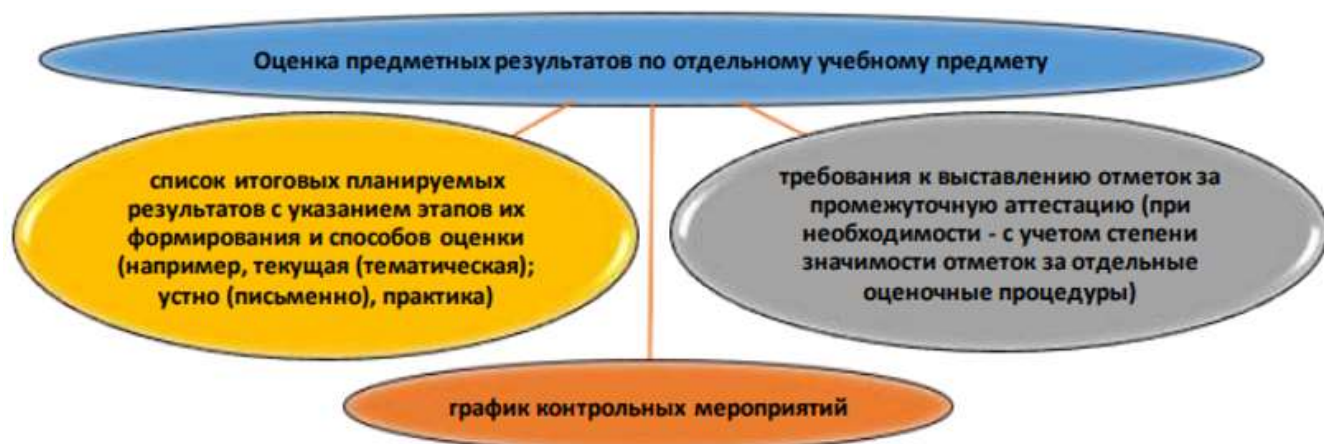 Оценка предметных результатов по отдельному учебному предмету
список итоговых планируемых
результатов с указанием этапов их
формирования и способов оценки
(например, текущая (тематическая);
устно (письменно), практика)
требования к выставлению отметок за
промежуточную аттестацию (при
необходимости - с учетом степени
значимости отметок за отдельные
оценочные процедуры)
график контрольных мероприятий